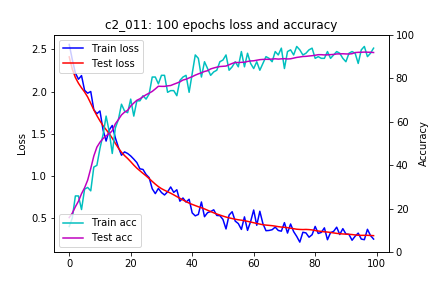 c2_011: 100 epochs loss and accuracy
Train loss
Test loss
Train acc
Test acc
Loss
Accuracy
2.5
2.0
1.5
1.0
0.5
100
80
60
40
20
0
0
20
40
60
80
100